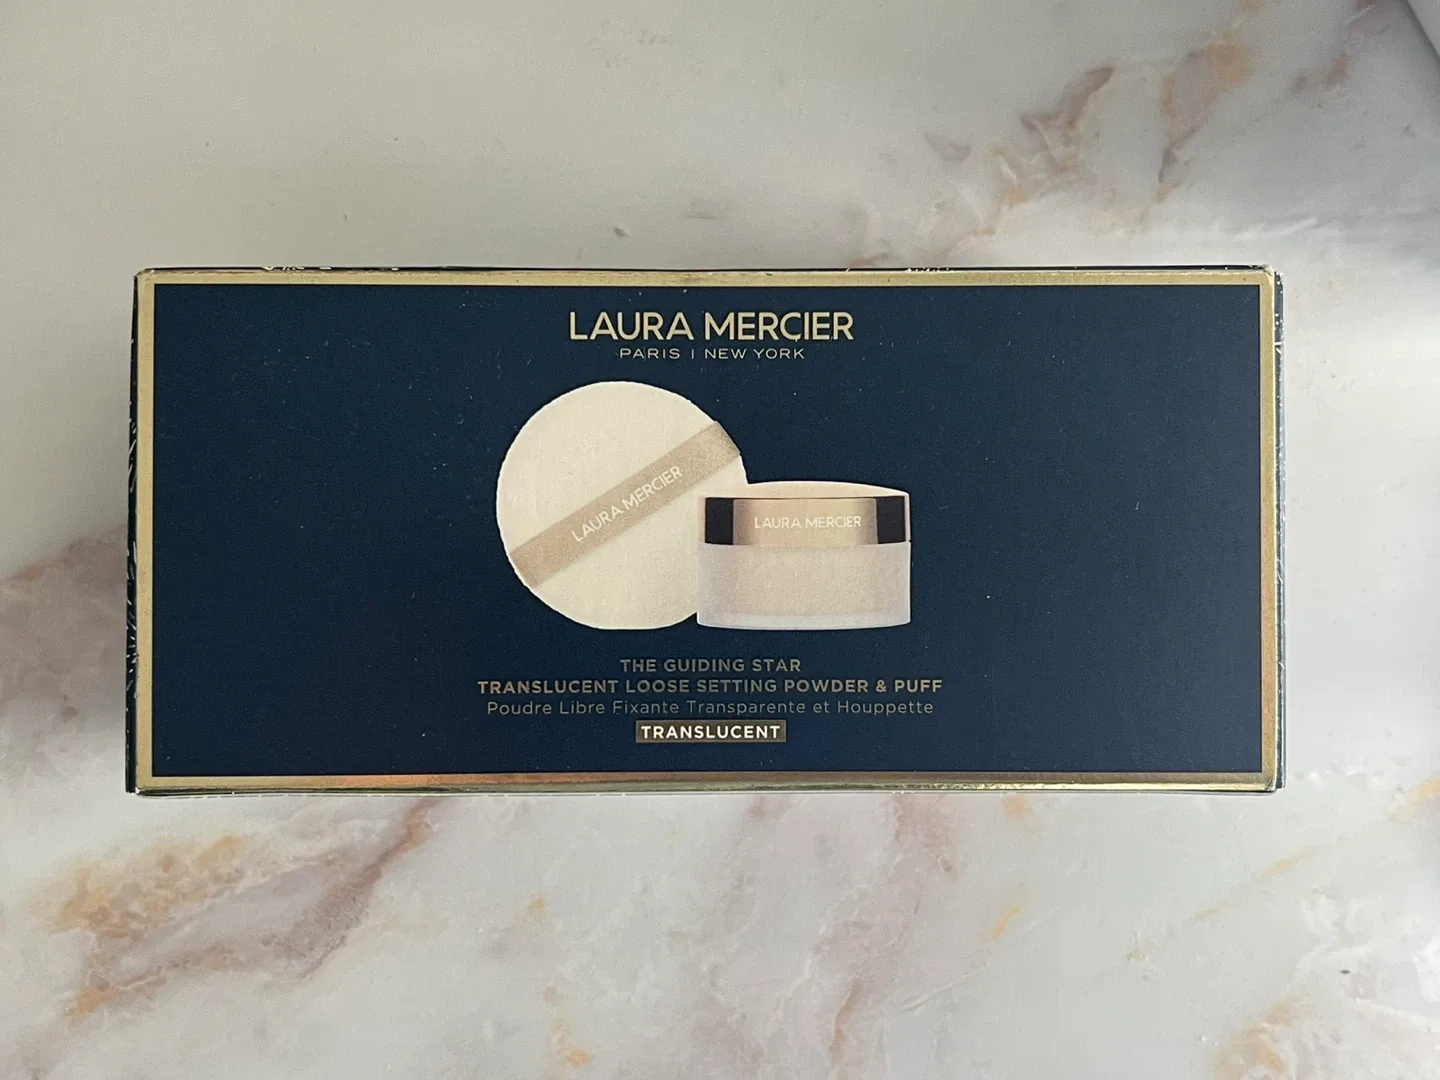 LAURA MERCIER
PARIS | NEW YORK
LAURA MERCIER
LAURA MERCIER
THE GUIDING STAR
TRANSLUCENT LOOSE SETTING POWDER & PUFF
Poudre Libre Fixante Transparente et Houppette
TRANSLUCENT